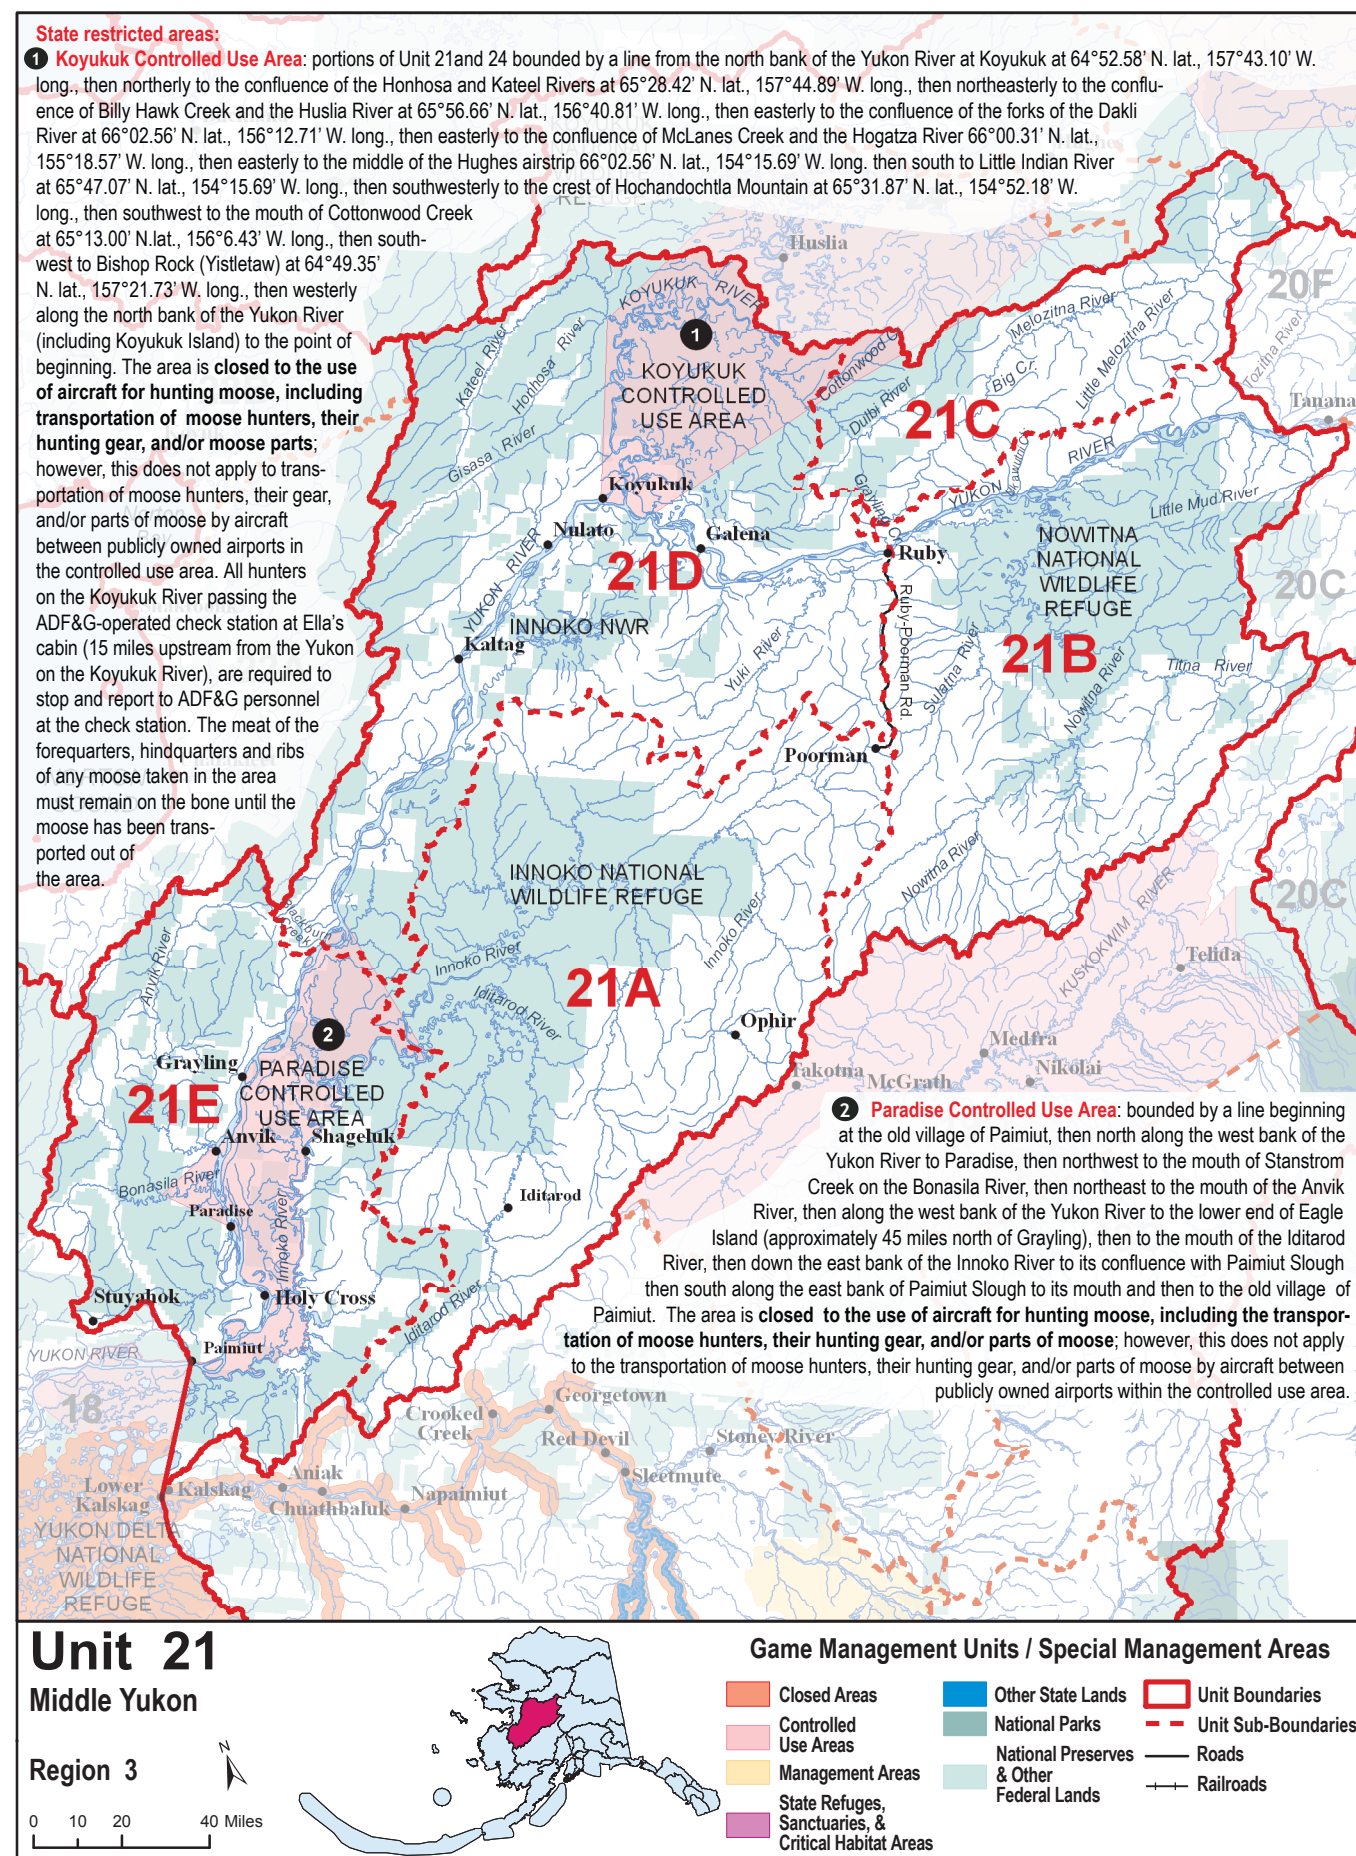 State restricted areas:
1 Koyukuk Controlled Use Area: portions of Unit 21and 24 bounded by a line from the north bank of the Yukon River at Koyukuk at 64°52.58' N. lat., 157°43.10' W.
long., then northerly to the confluence of the Honhosa and Kateel Rivers at 65°28.42' N. lat., 157°44.89' W. long., then northeasterly to the conflu-
ence of Billy Hawk Creek and the Huslia River at 65°56.66' N. lat., 156°40.81' W. long., then easterly to the confluence of the forks of the Dakli
River at 66°02.56' N. lat., 156°12.71' W. long., then easterly to the confluence of McLanes Creek and the Hogatza River 66°00.31' N. lat.,
155°18.57' W. long., then easterly to the middle of the Hughes airstrip 66°02.56' N. lat., 154°15.69' W. long. then south to Little Indian River
at 65°47.07' N. lat., 154°15.69' W. long., then southwesterly to the crest of Hochandochtla Mountain at 65°31.87' N. lat., 154°52.18' W.
long., then southwest to the mouth of Cottonwood Creek
at 65°13.00' N.lat., 156°6.43' W. long., then south-
west to Bishop Rock (Yistletaw) at 64°49.35'
N. lat., 157°21.73' W. long., then westerly
along the north bank of the Yukon River
(including Koyukuk Island) to the point of
beginning. The area is closed to the use
of aircraft for hunting moose, including
transportation of moose hunters, their
hunting gear, and/or moose parts;
however, this does not apply to trans-
portation of moose hunters, their gear,
and/or parts of moose by aircraft
between publicly owned airports in
the controlled use area. All hunters
on the Koyukuk River passing the
ADF&G-operated check station at Ella's
cabin (15 miles upstream from the Yukon
on the Koyukuk River), are required to
stop and report to ADF&G personnel
at the check station. The meat of the
forequarters, hindquarters and ribs
of any moose taken in the area
must remain on the bone until the
moose has been trans-
ported out of
the area.
Huslia
20F
KOYUKUK RIVER
Melozitna River
Little Melozitna River
Big Cr.
Tozitna River
Tanana
1
KOYUKUK
CONTROLLED
USE AREA
Kateel River
Honhosa River
Gisasa River
Cottonwood Cr.
Dulbi River
21C
Koyukuk
Grayling Cr.
YUKON RIVER
Little Mud River
Nulato
Galena
Ruby
21D
NOWITNA
NATIONAL
WILDLIFE
REFUGE
20C
YUKON RIVER
INNOKO NWR
Kaltag
Yuki River
Ruby-Poorman Rd.
Sulatna River
21B
Nowitna River
Titna River
Poorman
INNOKO NATIONAL
WILDLIFE REFUGE
Nowitna River
20C
Blackburn
Creek
Anvik River
Innoko River
Innoko River
Iditarod River
21A
KUSKOKWIM RIVER
Telida
2
Ophir
Medfra
Nikolai
Takotna
McGrath
Grayling
PARADISE
CONTROLLED
USE AREA
21E
Anvik
Shageluk
Bonasila River
Paradise
Innoko River
Iditarod
Stuyahok
Holy Cross
Iditarod River
YUKON RIVER
Paimiut
2 Paradise Controlled Use Area: bounded by a line beginning
at the old village of Paimiut, then north along the west bank of the
Yukon River to Paradise, then northwest to the mouth of Stanstrom
Creek on the Bonasila River, then northeast to the mouth of the Anvik
River, then along the west bank of the Yukon River to the lower end of Eagle
Island (approximately 45 miles north of Grayling), then to the mouth of the Iditarod
River, then down the east bank of the Innoko River to its confluence with Paimiut Slough
then south along the east bank of Paimiut Slough to its mouth and then to the old village of
Paimiut. The area is closed to the use of aircraft for hunting moose, including the transpor-
tation of moose hunters, their hunting gear, and/or parts of moose; however, this does not apply
to the transportation of moose hunters, their hunting gear, and/or parts of moose by aircraft between
publicly owned airports within the controlled use area.
18
Georgetown
Crooked
Creek
Red Devil
Stoney River
Sleetmute
Lower
Kalskag
Kalskag
Aniak
Chuathbaluk
Napaimiut
YUKON DELTA
NATIONAL
WILDLIFE
REFUGE
Unit 21
Middle Yukon
Region 3
N
0 10 20 40 Miles
Game Management Units / Special Management Areas
Closed Areas
Controlled
Use Areas
Management Areas
State Refuges,
Sanctuaries, &
Critical Habitat Areas
Other State Lands
National Parks
National Preserves
& Other
Federal Lands
Unit Boundaries
Unit Sub-Boundaries
Roads
Railroads